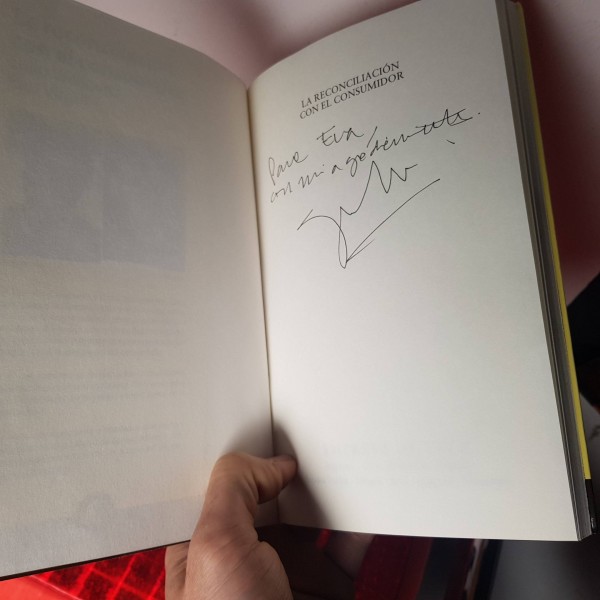 LA RECONCILIACIÓN
CON EL CONSUMIDOR
Para Eva,
con mi agradecimiento.